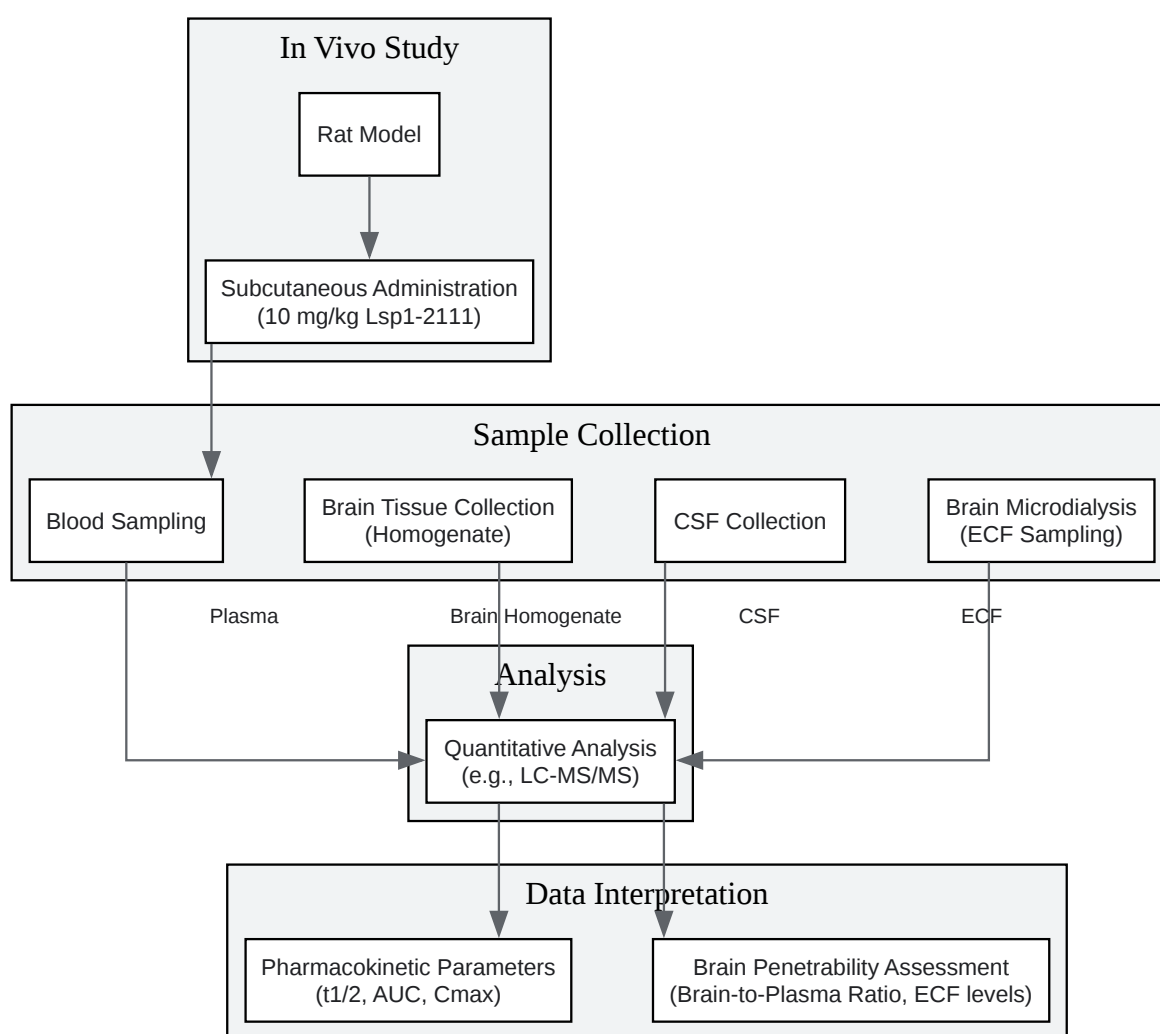 In Vivo Study
Rat Model
Subcutaneous Administration
(10 mg/kg Lsp1-2111)
Sample Collection
Blood Sampling
Brain Tissue Collection
(Homogenate)
CSF Collection
Brain Microdialysis
(ECF Sampling)
Plasma
Brain Homogenate
CSF
ECF
Analysis
Quantitative Analysis
(e.g., LC-MS/MS)
Data Interpretation
Pharmacokinetic Parameters
(t1/2, AUC, Cmax)
Brain Penetrability Assessment
(Brain-to-Plasma Ratio, ECF levels)